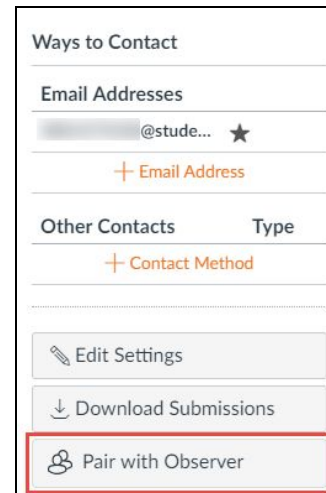 Ways to Contact
Email Addresses
@stude...
+ Email Address
Other Contacts Type
+ Contact Method
Edit Settings
Download Submissions
Pair with Observer